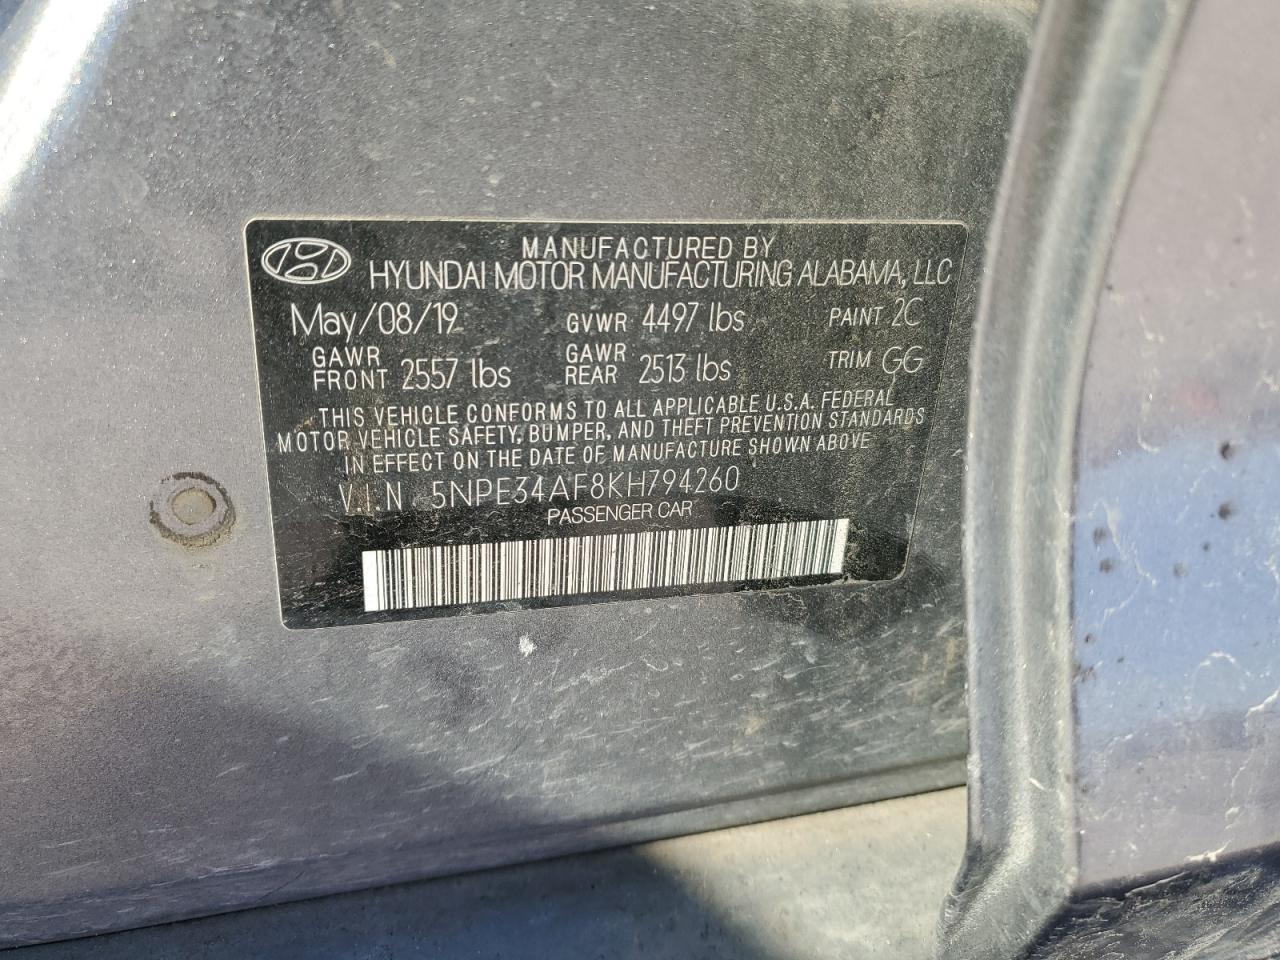 MANUFACTURED BY
HYUNDAI MOTOR MANUFACTURING ALABAMA, LLC
May/08/19 GVWR 4497 lbs PAINT 2C
GAWR FRONT 2557 lbs GAWR REAR 2513 lbs TRIM GG
THIS VEHICLE CONFORMS TO ALL APPLICABLE U.S.A. FEDERAL
MOTOR VEHICLE SAFETY, BUMPER, AND THEFT PREVENTION STANDARDS
IN EFFECT ON THE DATE OF MANUFACTURE SHOWN ABOVE
V.I.N 5NPE34AF8KH794260
PASSENGER CAR